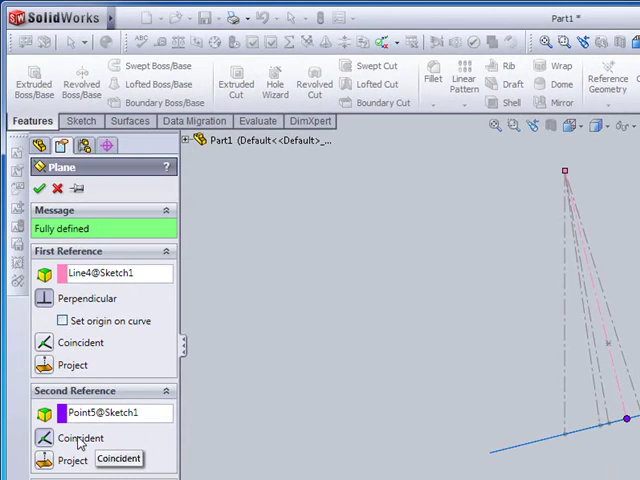 SolidWorks
Part1 *
Extruded Boss/Base
Revolved Boss/Base
Swept Boss/Base
Lofted Boss/Base
Boundary Boss/Base
Extruded Cut
Hole Wizard
Revolved Cut
Swept Cut
Lofted Cut
Boundary Cut
Fillet
Linear Pattern
Rib
Draft
Shell
Wrap
Dome
Mirror
Reference Geometry
Features
Sketch
Surfaces
Data Migration
Evaluate
DimXpert
Part1 (Default<<Default>_...
Plane
?
Message
Fully defined
First Reference
Line4@Sketch1
Perpendicular
Set origin on curve
Coincident
Project
Second Reference
Point5@Sketch1
Coincident
Project
Coincident